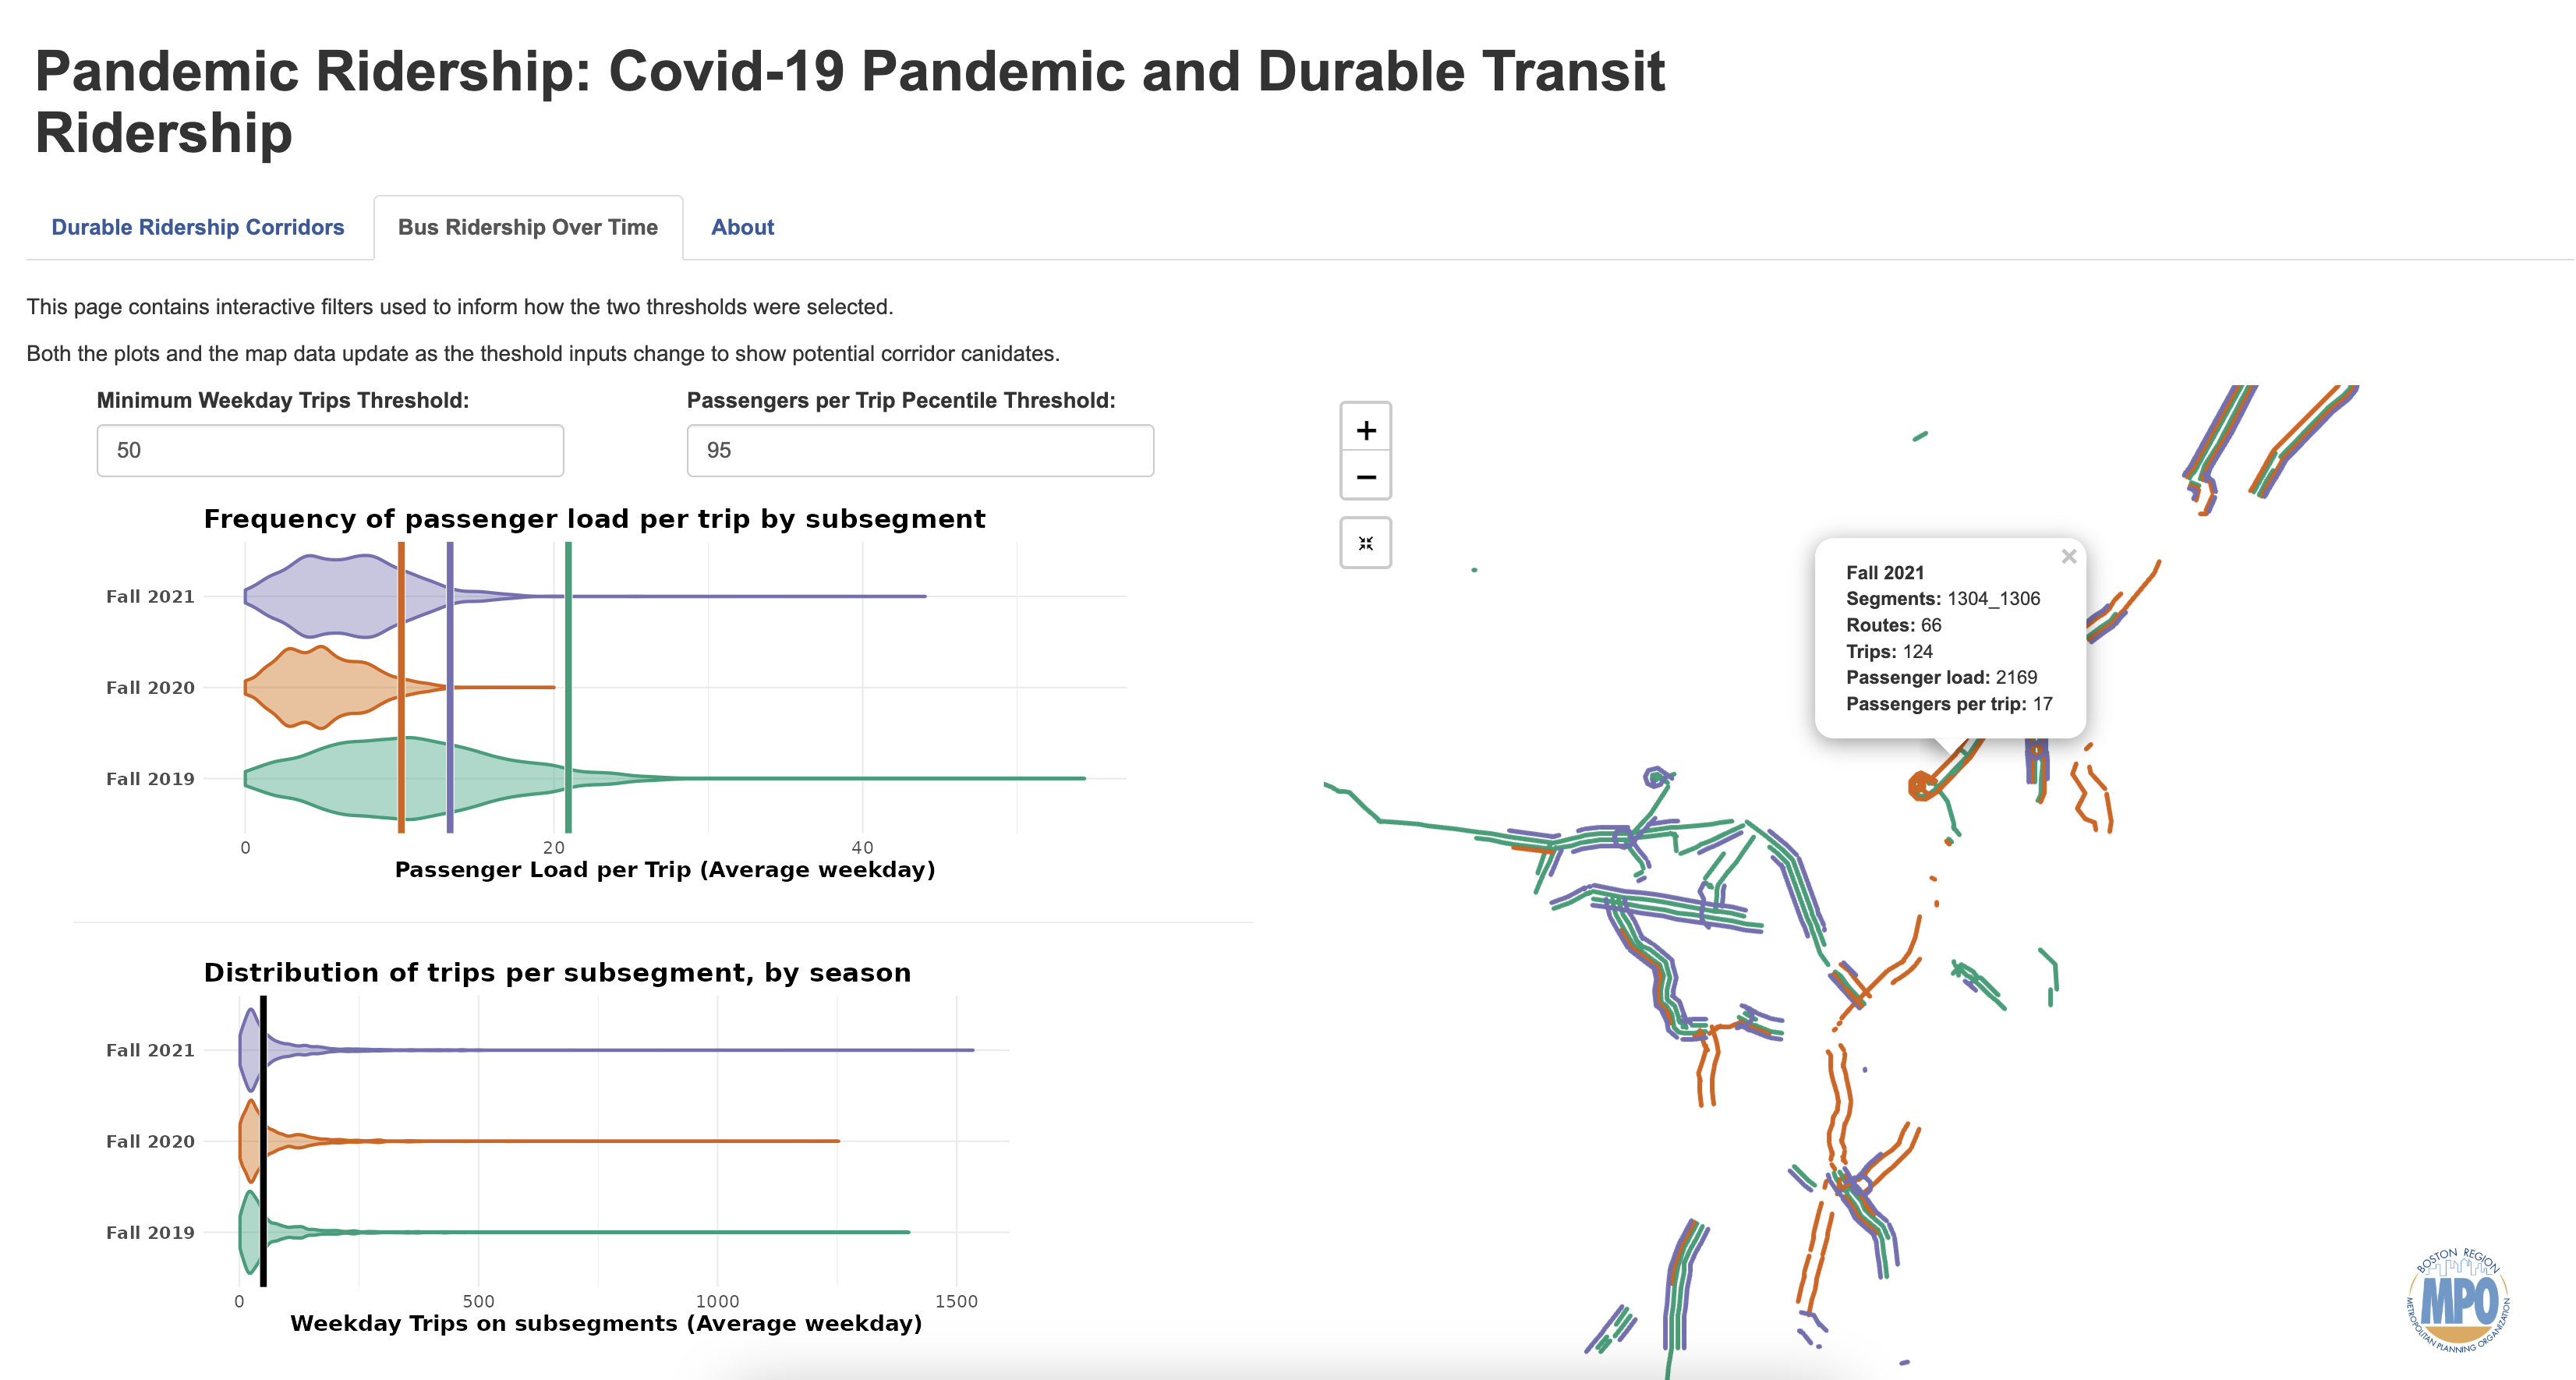 Pandemic Ridership: Covid-19 Pandemic and Durable Transit
Ridership
Durable Ridership Corridors
Bus Ridership Over Time
About
This page contains interactive filters used to inform how the two thresholds were selected.
Both the plots and the map data update as the theshold inputs change to show potential corridor canidates.
Minimum Weekday Trips Threshold:
50
Passengers per Trip Pecentile Threshold:
95
Frequency of passenger load per trip by subsegment
Fall 2021
Fall 2020
Fall 2019
0 20 40
Passenger Load per Trip (Average weekday)
Distribution of trips per subsegment, by season
Fall 2021
Fall 2020
Fall 2019
0 500 1000 1500
Weekday Trips on subsegments (Average weekday)
+
−
×
Fall 2021
Segments: 1304_1306
Routes: 66
Trips: 124
Passenger load: 2169
Passengers per trip: 17
BOSTON REGION
MPO
METROPOLITAN PLANNING ORGANIZATION